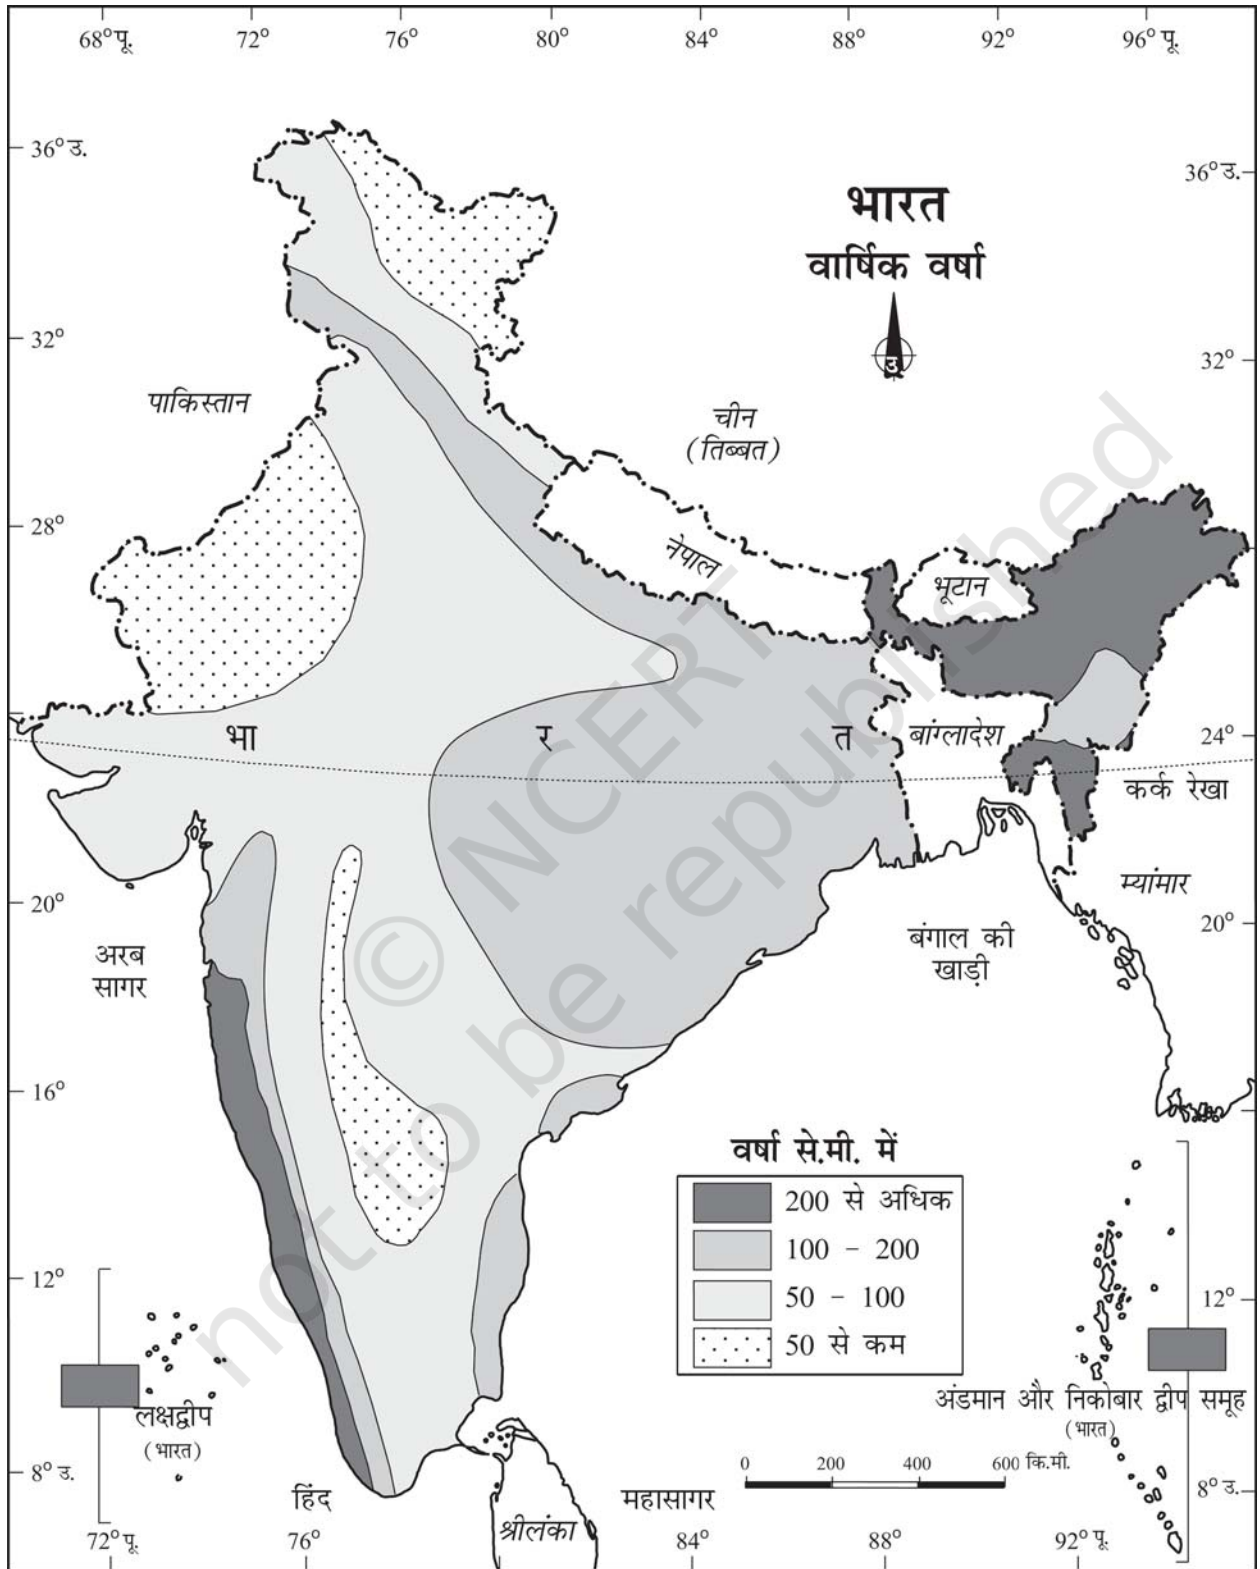 68° पू.
72°
76°
80°
84°
88°
92°
96° पू.
36° उ.
36° उ.
भारत
वार्षिक वर्षा
उ
32°
32°
पाकिस्तान
चीन
(तिब्बत)
28°
नेपाल
भूटान
भा
र
त
बांग्लादेश
24°
कर्क रेखा
म्यांमार
20°
20°
अरब
सागर
बंगाल की
खाड़ी
© NCERT
not to be republished
16°
वर्षा से.मी. में
200 से अधिक
100 - 200
50 - 100
50 से कम
12°
12°
लक्षद्वीप
(भारत)
अंडमान और निकोबार द्वीप समूह
(भारत)
0 200 400 600 कि.मी.
8° उ.
8° उ.
हिंद
महासागर
श्रीलंका
72° पू.
76°
84°
88°
92° पू.